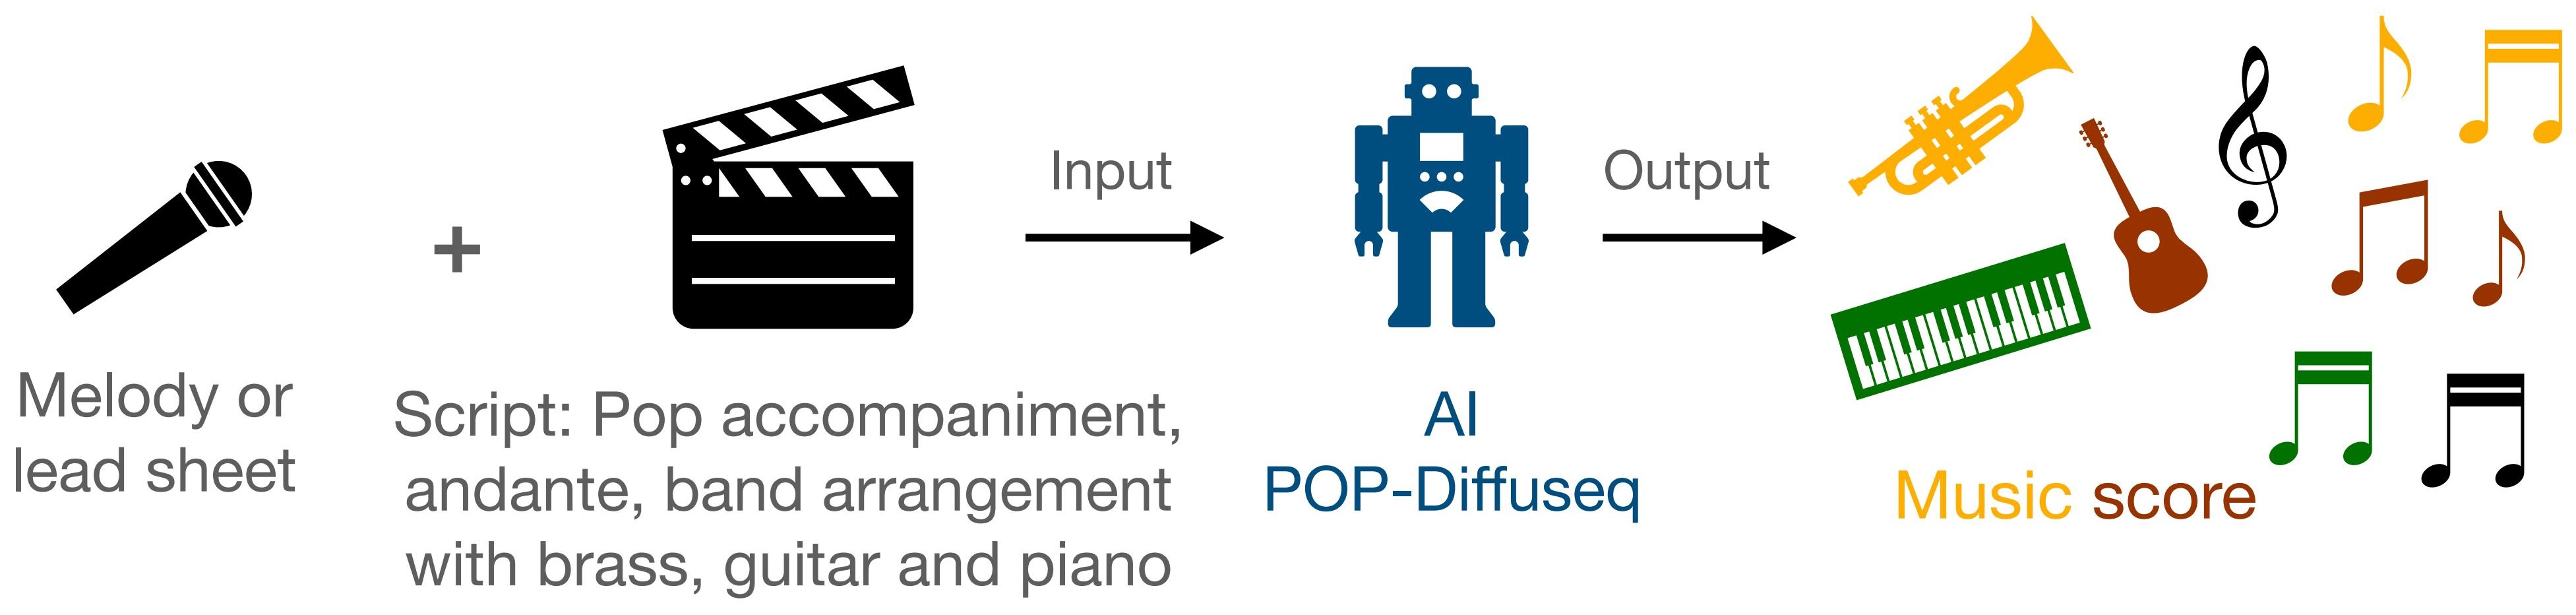 Melody or
lead sheet
+
Script: Pop accompaniment,
andante, band arrangement
with brass, guitar and piano
Input
AI
POP-Diffuseq
Output
Music score